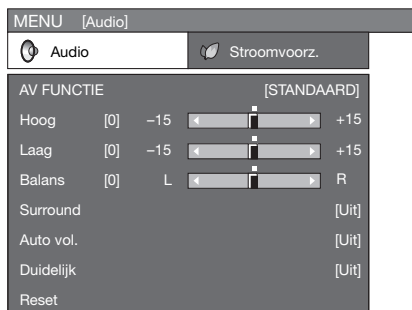 MENU [Audio]
Audio Stroomvoorz.
AV FUNCTIE [STANDAARD]
Hoog [0] –15 +15
Laag [0] –15 +15
Balans [0] L R
Surround [Uit]
Auto vol. [Uit]
Duidelijk [Uit]
Reset